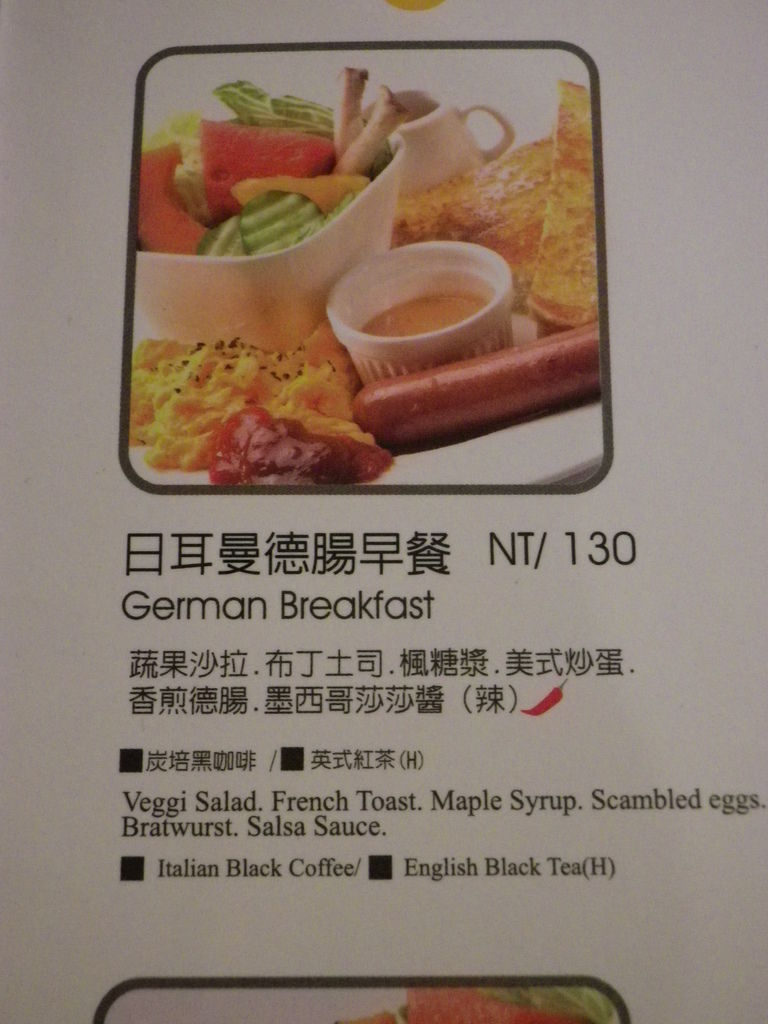 日耳曼德腸早餐 NT/ 130
German Breakfast
蔬果沙拉.布丁土司.楓糖漿.美式炒蛋.
香煎德腸.墨西哥莎莎醬（辣）
■炭培黑咖啡 /■ 英式紅茶(H)
Veggi Salad. French Toast. Maple Syrup. Scambled eggs.
Bratwurst. Salsa Sauce.
■ Italian Black Coffee/ ■ English Black Tea(H)